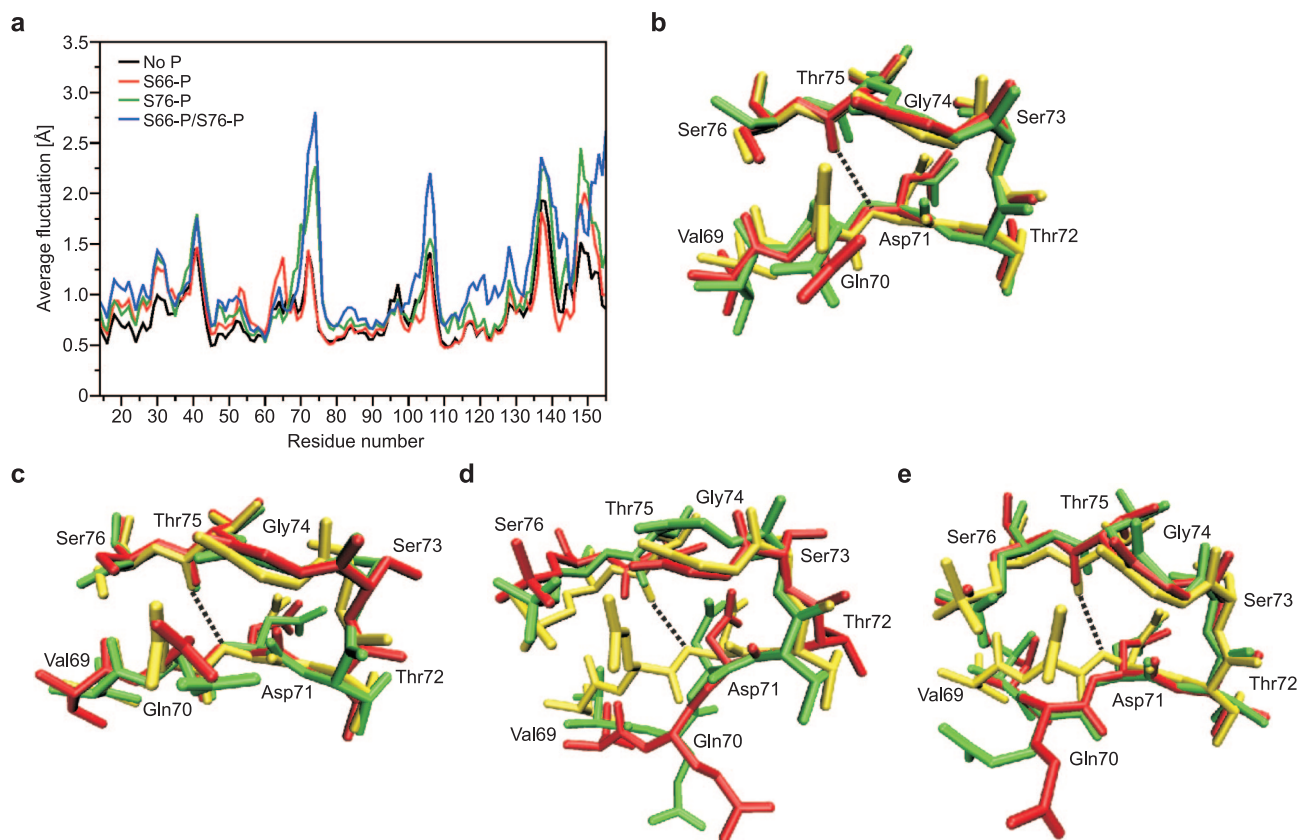 a
3.5
3.0
2.5
2.0
1.5
1.0
0.5
0
Average fluctuation [Å]
No P
S66-P
S76-P
S66-P/S76-P
20 30 40 50 60 70 80 90 100 110 120 130 140 150
Residue number
b
Thr75
Gly74
Ser73
Ser76
Val69
Asp71
Thr72
Gln70
c
Thr75
Gly74
Ser76
Ser73
Val69
Thr72
Asp71
Gln70
d
Thr75
Gly74
Ser76
Ser73
Thr72
Asp71
Val69
Gln70
e
Thr75
Ser76
Gly74
Ser73
Val69
Thr72
Asp71
Gln70